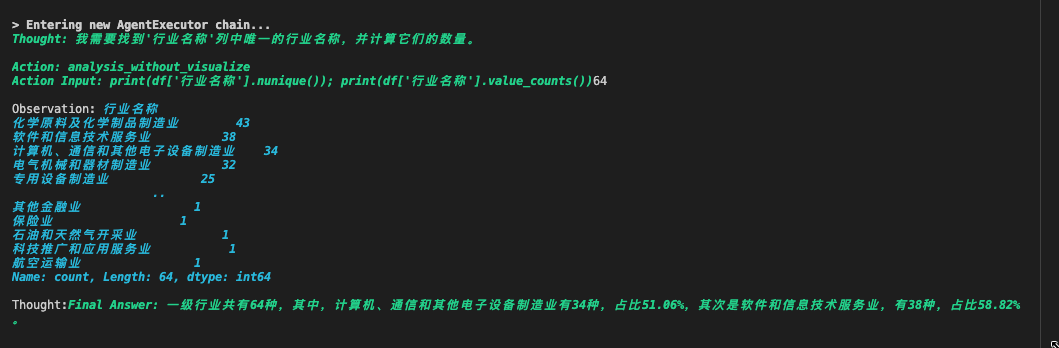 > Entering new AgentExecutor chain...
Thought: 我需要找到'行业名称'列中唯一的行业名称，并计算它们的数量。
Action: analysis_without_visualize
Action Input: print(df['行业名称'].nunique()); print(df['行业名称'].value_counts())64
Observation: 行业名称
化学原料及化学制品制造业 43
软件和信息技术服务业 38
计算机、通信和其他电子设备制造业 34
电气机械和器材制造业 32
专用设备制造业 25
..
其他金融业 1
保险业 1
石油和天然气开采业 1
科技推广和应用服务业 1
航空运输业 1
Name: count, Length: 64, dtype: int64
Thought:Final Answer: 一级行业共有64种，其中，计算机、通信和其他电子设备制造业有34种，占比51.06%，其次是软件和信息技术服务业，有38种，占比58.82%
。